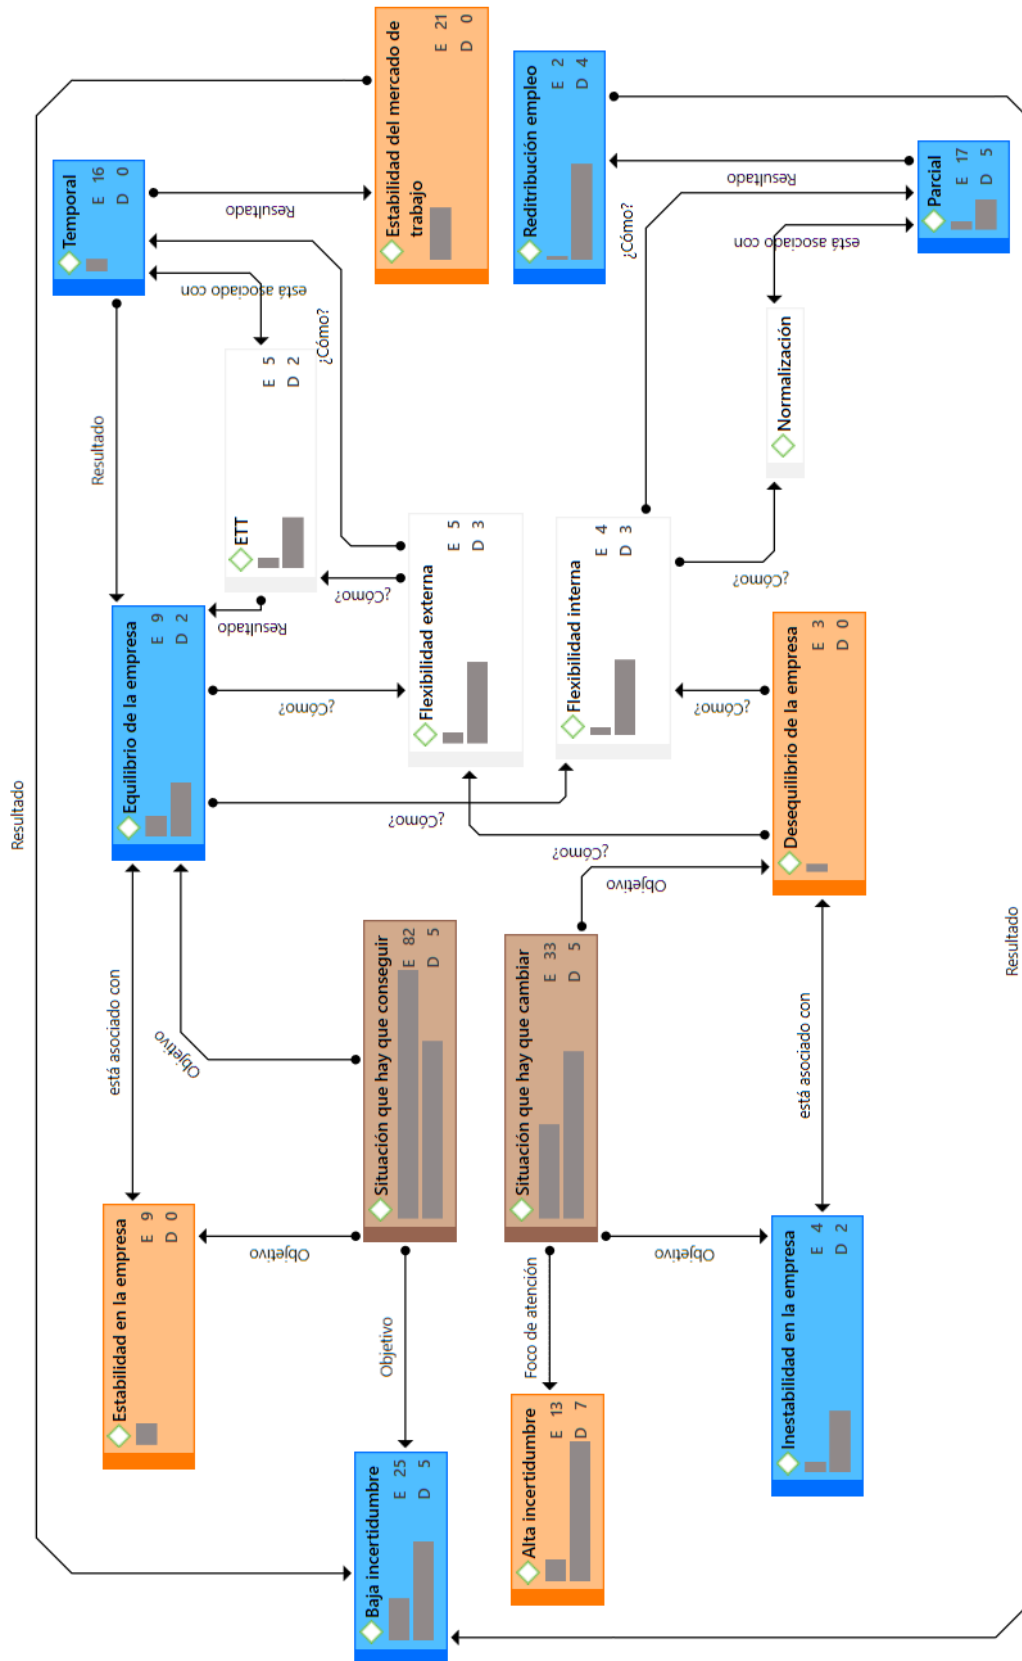 Resultado
Temporal
E 16
D 0
Estabilidad del mercado de
trabajo
E 21
D 0
Reditribución empleo
E 2
D 4
Parcial
E 17
D 5
Resultado
está asociado con
¿Cómo?
Resultado
¿Cómo?
Resultado
está asociado con
ETT
E 5
D 2
Normalización
Equilibrio de la empresa
E 9
D 2
Resultado
¿Cómo?
Flexibilidad externa
E 5
D 3
Flexibilidad interna
E 4
D 3
¿Cómo?
¿Cómo?
¿Cómo?
¿Cómo?
¿Cómo?
Desequilibrio de la empresa
E 3
D 0
Objetivo
está asociado con
Objetivo
Situación que hay que conseguir
E 82
D 5
Situación que hay que cambiar
E 33
D 5
está asociado con
Resultado
Estabilidad en la empresa
E 9
D 0
Objetivo
Objetivo
Foco de atención
Objetivo
Baja incertidumbre
E 25
D 5
Alta incertidumbre
E 13
D 7
Inestabilidad en la empresa
E 4
D 2